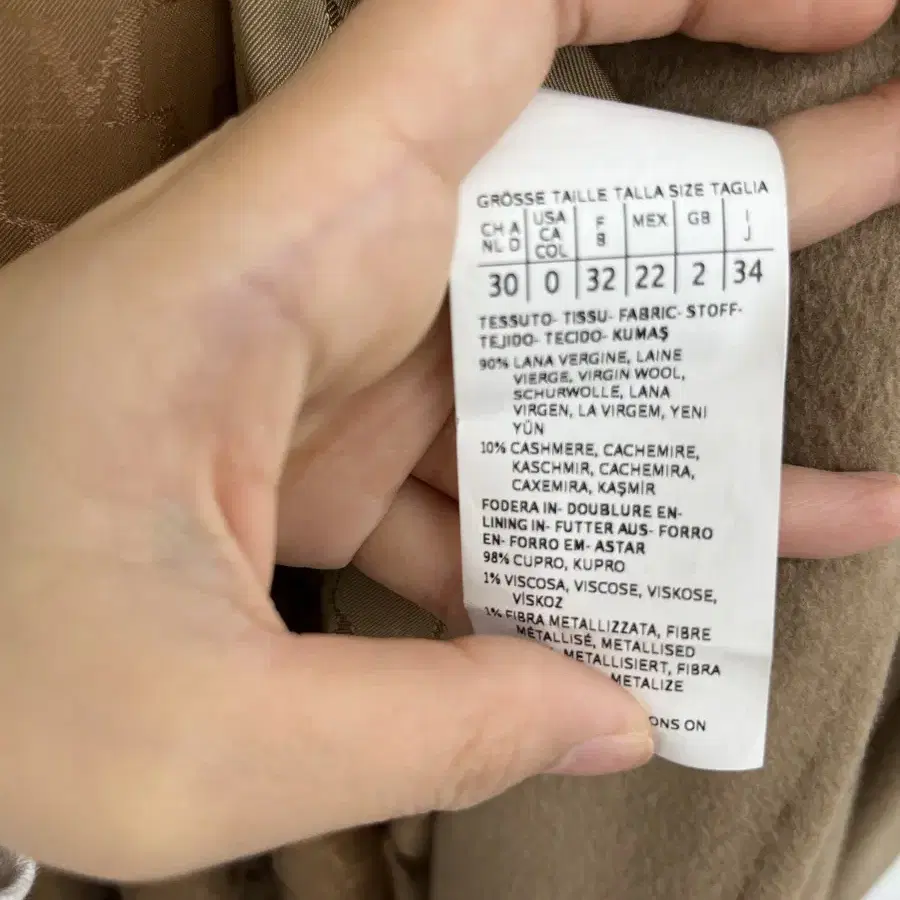 GRÖSSE TAILLE TALLA SIZE TAGLIA
CH A USA F MEX GB I
NL D CA B J
COL
30 0 32 22 2 34
TESSUTO- TISSU- FABRIC- STOFF-
TEJIDO- TECIDO- KUMAŞ
90% LANA VERGINE, LAINE
VIERGE, VIRGIN WOOL,
SCHURWOLLE, LANA
VIRGEN, LA VIRGEM, YENI
YÜN
10% CASHMERE, CACHEMIRE,
KASCHMIR, CACHEMIRA,
CAXEMIRA, KAŞMİR
FODERA IN- DOUBLURE EN-
LINING IN- FUTTER AUS- FORRO
EN- FORRO EM- ASTAR
98% CUPRO, KUPRO
1% VISCOSA, VISCOSE, VISKOSE,
VİSKOZ
1% FIBRA METALLIZZATA, FIBRE
MÉTALLISÉ, METALLISED
METALLISIERT, FIBRA
METALIZE
ON